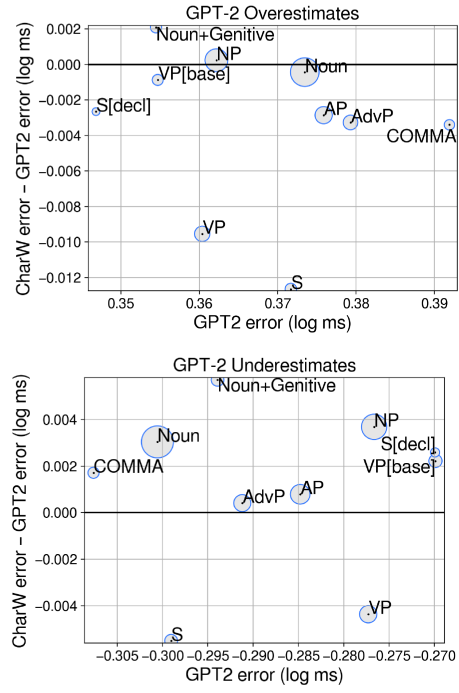 GPT-2 Overestimates
CharW error − GPT2 error (log ms)
0.002
0.000
−0.002
−0.004
−0.006
−0.008
−0.010
−0.012
Noun+Genitive
NP
Noun
VP[base]
S[decl]
AP
AdvP
COMMA
VP
S
0.35 0.36 0.37 0.38 0.39
GPT2 error (log ms)
GPT-2 Underestimates
CharW error − GPT2 error (log ms)
0.004
0.002
0.000
−0.002
−0.004
Noun+Genitive
NP
Noun
S[decl]
COMMA
VP[base]
AP
AdvP
VP
S
−0.305 −0.300 −0.295 −0.290 −0.285 −0.280 −0.275 −0.270
GPT2 error (log ms)